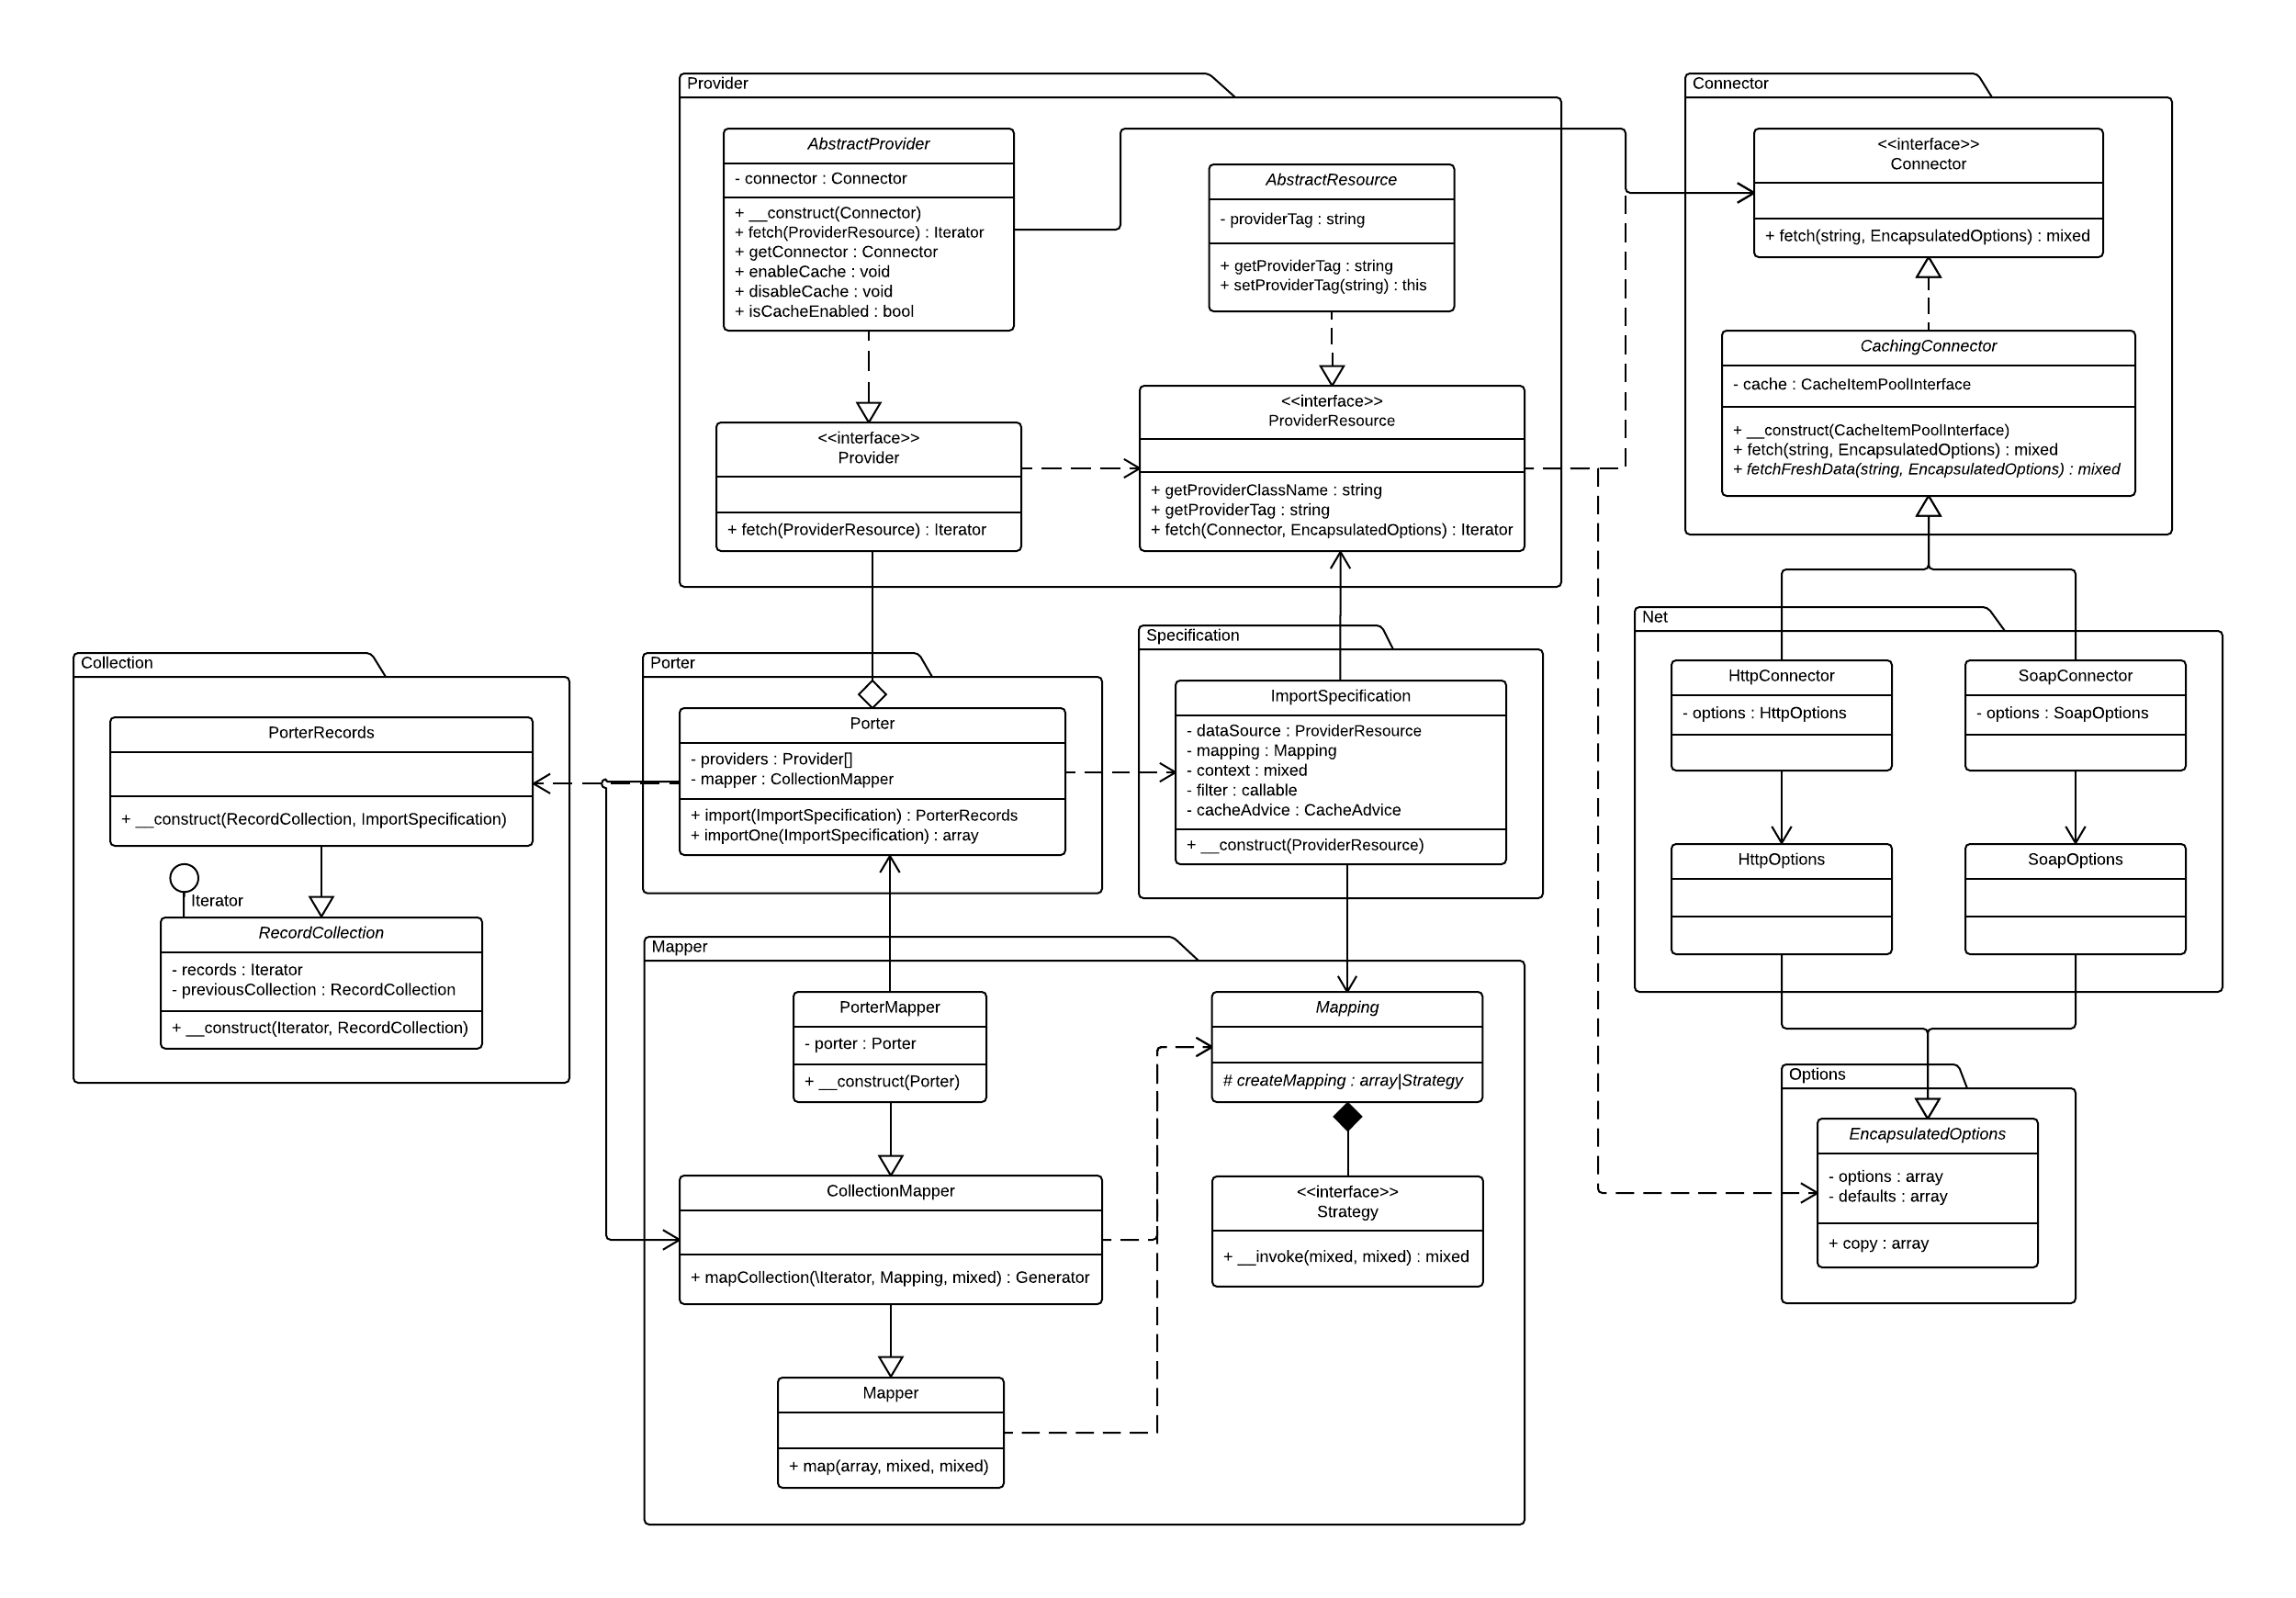 Provider
AbstractProvider
- connector : Connector
+ __construct(Connector)
+ fetch(ProviderResource) : Iterator
+ getConnector : Connector
+ enableCache : void
+ disableCache : void
+ isCacheEnabled : bool
AbstractResource
- providerTag : string
+ getProviderTag : string
+ setProviderTag(string) : this
<<interface>>
Provider
+ fetch(ProviderResource) : Iterator
<<interface>>
ProviderResource
+ getProviderClassName : string
+ getProviderTag : string
+ fetch(Connector, EncapsulatedOptions) : Iterator
Connector
<<interface>>
Connector
+ fetch(string, EncapsulatedOptions) : mixed
CachingConnector
- cache : CacheItemPoolInterface
+ __construct(CacheItemPoolInterface)
+ fetch(string, EncapsulatedOptions) : mixed
+ fetchFreshData(string, EncapsulatedOptions) : mixed
Collection
PorterRecords
+ __construct(RecordCollection, ImportSpecification)
Iterator
RecordCollection
- records : Iterator
- previousCollection : RecordCollection
+ __construct(Iterator, RecordCollection)
Porter
Porter
- providers : Provider[]
- mapper : CollectionMapper
+ import(ImportSpecification) : PorterRecords
+ importOne(ImportSpecification) : array
Specification
ImportSpecification
- dataSource : ProviderResource
- mapping : Mapping
- context : mixed
- filter : callable
- cacheAdvice : CacheAdvice
+ __construct(ProviderResource)
Net
HttpConnector
- options : HttpOptions
SoapConnector
- options : SoapOptions
HttpOptions
SoapOptions
Mapper
PorterMapper
- porter : Porter
+ __construct(Porter)
Mapping
# createMapping : array|Strategy
CollectionMapper
+ mapCollection(\Iterator, Mapping, mixed) : Generator
<<interface>>
Strategy
+ __invoke(mixed, mixed) : mixed
Mapper
+ map(array, mixed, mixed)
Options
EncapsulatedOptions
- options : array
- defaults : array
+ copy : array